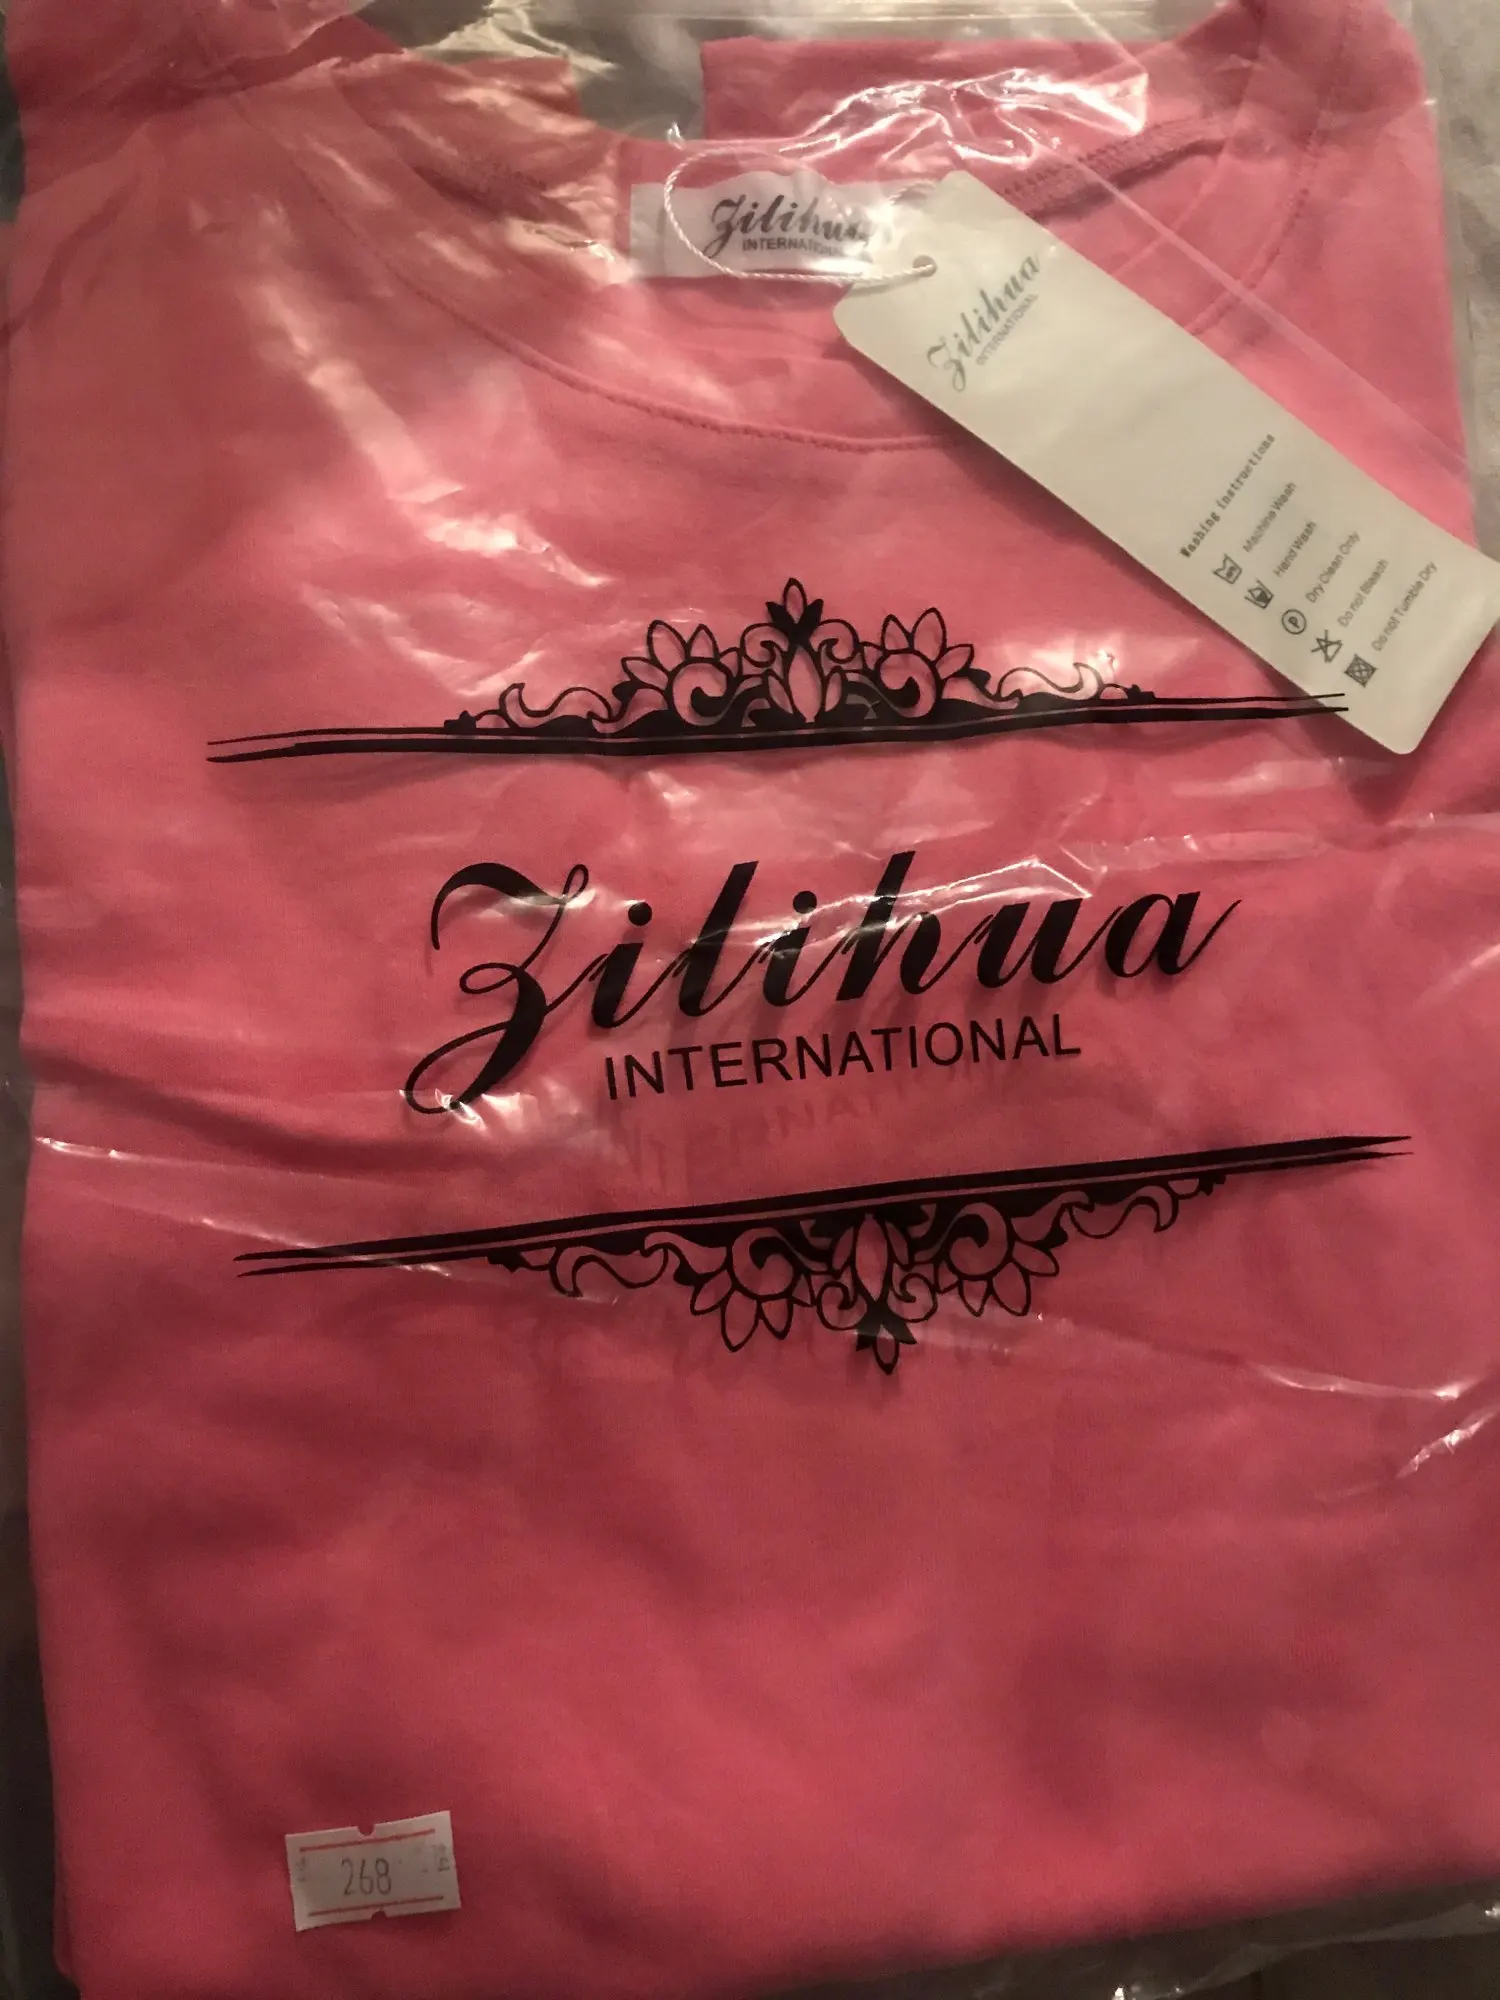 Zilihua
INTERNATIONAL
Zilihua
INTERNATIONAL
Washing instructions
Machine Wash
Hand Wash
Dry Clean Only
Do not Bleach
Do not Tumble Dry
Zilihua
INTERNATIONAL
268